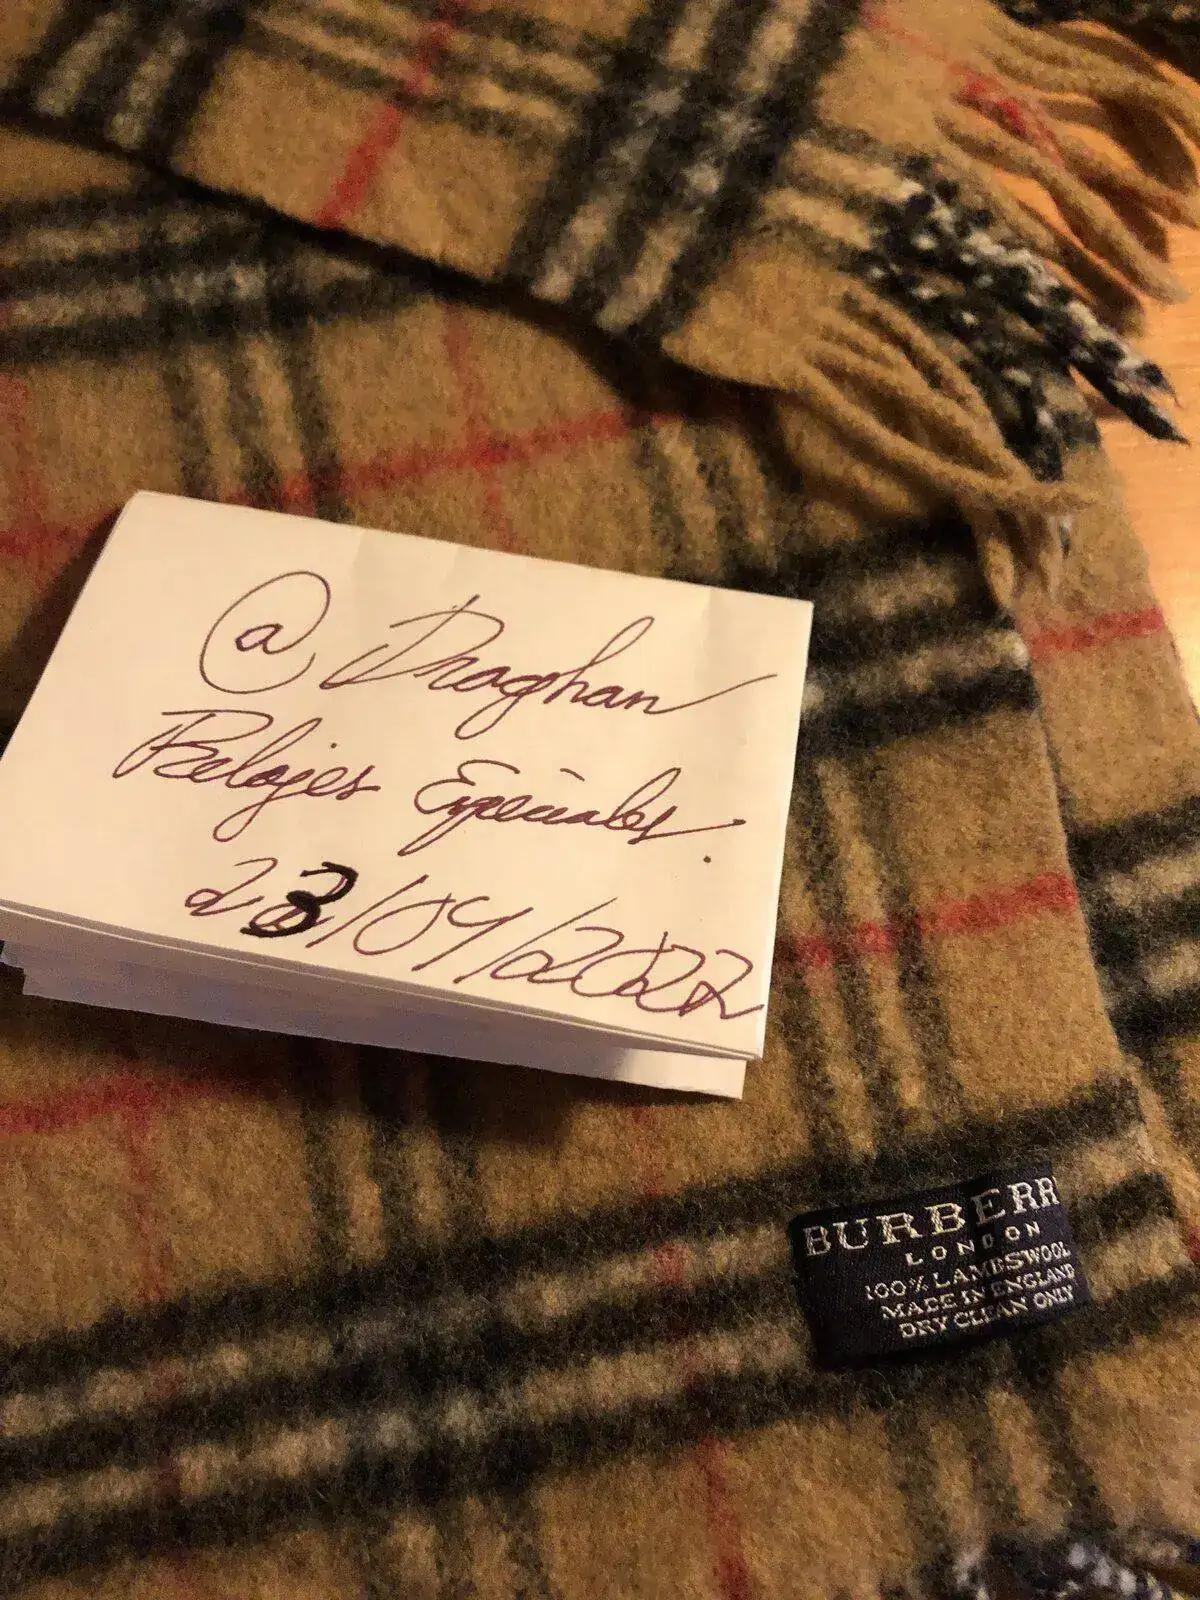 @Draghan
Relojes Especiales.
23/04/2022
BURBERR
LONDON
100% LAMBSWOOL
MADE IN ENGLAND
DRY CLEAN ONLY